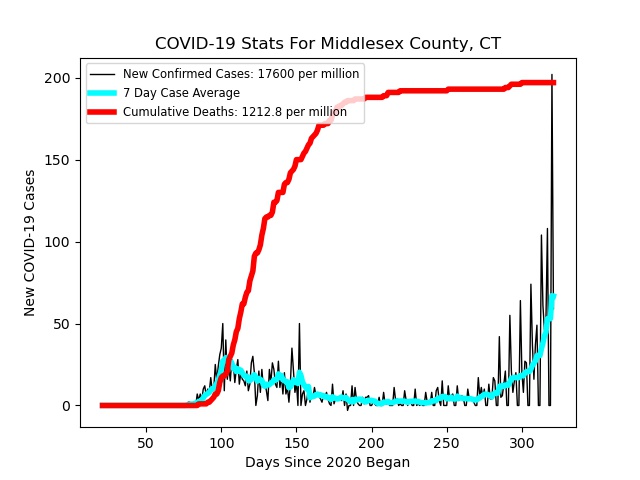 COVID-19 Stats For Middlesex County, CT
New Confirmed Cases: 17600 per million
7 Day Case Average
Cumulative Deaths: 1212.8 per million
New COVID-19 Cases
200
150
100
50
0
50 100 150 200 250 300
Days Since 2020 Began